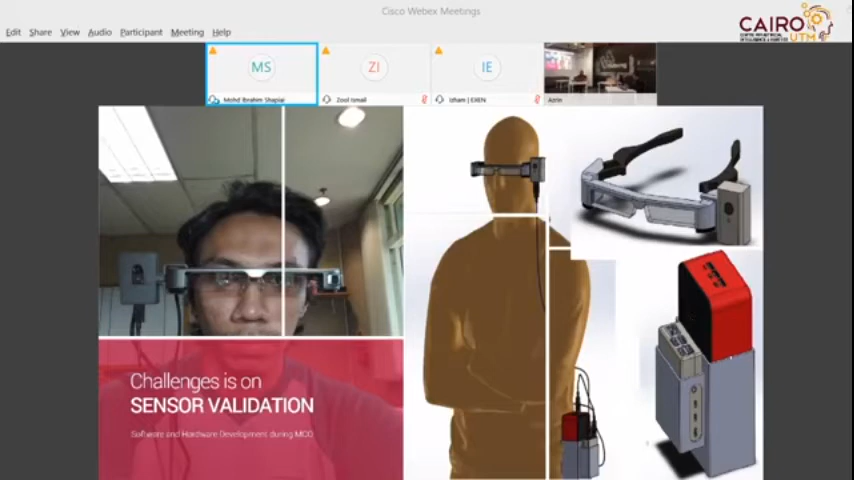 Cisco Webex Meetings
Edit Share View Audio Participant Meeting Help
CAIRO
UTM
MS
ZI
IE
Mohd Ibrahim Shapiai
Zool Ismail
Izham | EXEN
Azrin
Challenges is on
SENSOR VALIDATION
Software and Hardware Development during MCO